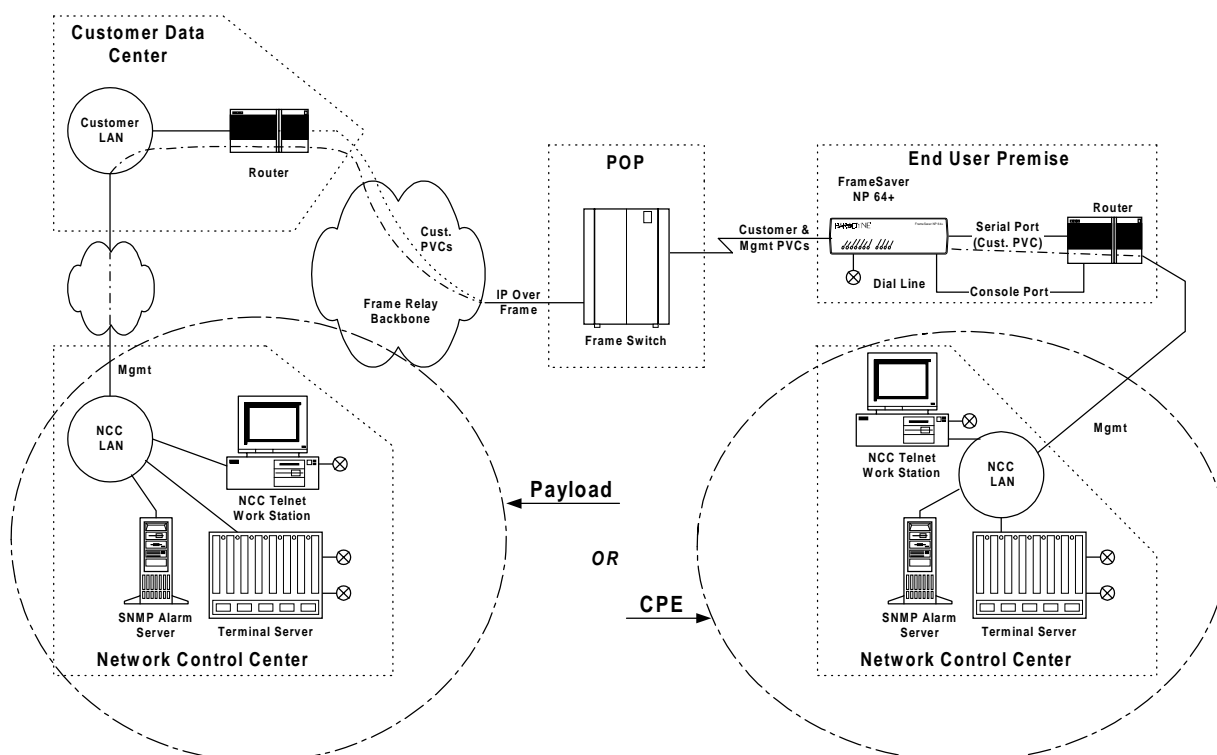 Customer Data
Center
Customer
LAN
Router
Cust.
PVCs
Frame Relay
Backbone
IP Over
Frame
POP
Frame Switch
Customer &
Mgmt PVCs
End User Premise
FrameSaver
NP 64+
Dial Line
Serial Port
(Cust. PVC)
Console Port
Router
Mgmt
NCC
LAN
NCC Telnet
Work Station
SNMP Alarm
Server
Terminal Server
Network Control Center
Payload
OR
CPE
Mgmt
NCC Telnet
Work Station
NCC
LAN
SNMP Alarm
Server
Terminal Server
Network Control Center